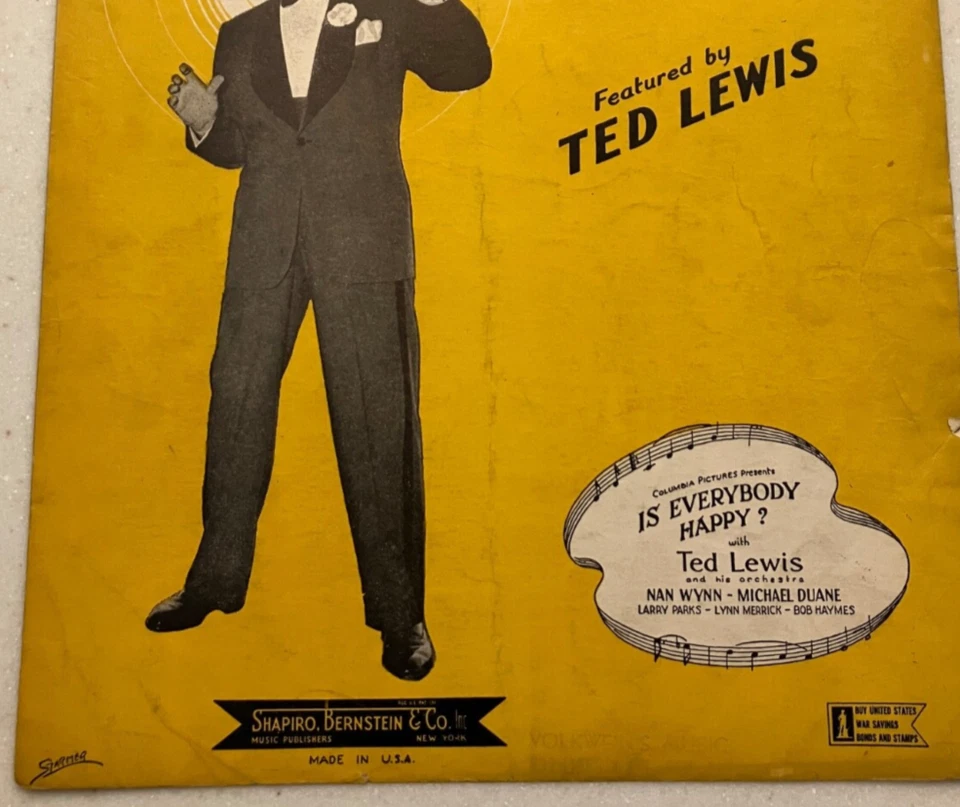 Featured by
TED LEWIS
COLUMBIA PICTURES Presents
IS EVERYBODY
HAPPY ?
with
Ted Lewis
and his orchestra
NAN WYNN - MICHAEL DUANE
LARRY PARKS - LYNN MERRICK - BOB HAYMES
SHAPIRO, BERNSTEIN & Co. Inc
MUSIC PUBLISHERS NEW YORK
MADE IN U.S.A.
BUY UNITED STATES
WAR SAVINGS
BONDS AND STAMPS
STARMER